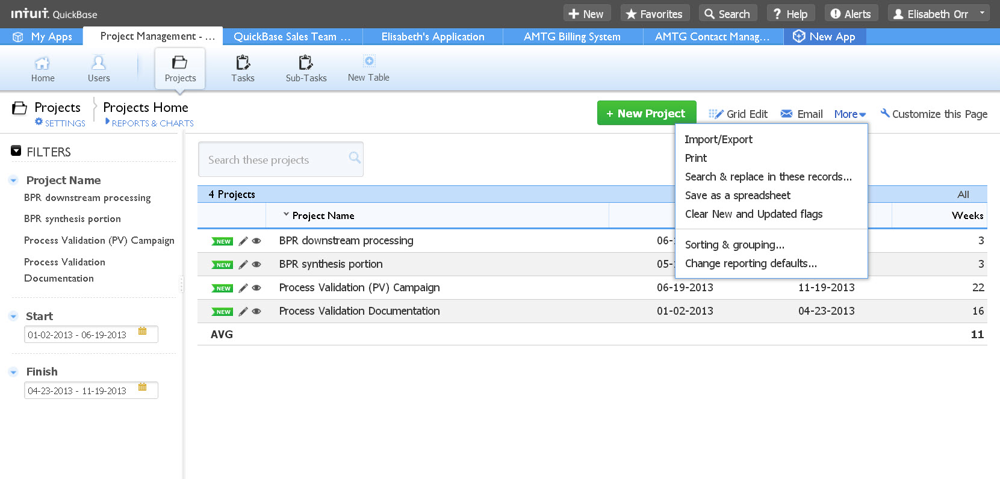 intuit. QuickBase
New
Favorites
Search
Help
Alerts
Elisabeth Orr
My Apps
Project Management - ...
QuickBase Sales Team ...
Elisabeth's Application
AMTG Billing System
AMTG Contact Manag...
New App
Home
Users
Projects
Tasks
Sub-Tasks
New Table
Projects
SETTINGS
Projects Home
REPORTS & CHARTS
+ New Project
Grid Edit
Email
More
Customize this Page
Import/Export
Print
Search & replace in these records...
Save as a spreadsheet
Clear New and Updated flags
Sorting & grouping...
Change reporting defaults...
FILTERS
Project Name
BPR downstream processing
BPR synthesis portion
Process Validation (PV) Campaign
Process Validation
Documentation
Start
01-02-2013 - 06-19-2013
Finish
04-23-2013 - 11-19-2013
Search these projects
4 Projects
All
Project Name
Weeks
NEW BPR downstream processing 06- 3
NEW BPR synthesis portion 05- 3
NEW Process Validation (PV) Campaign 06-19-2013 11-19-2013 22
NEW Process Validation Documentation 01-02-2013 04-23-2013 16
AVG 11